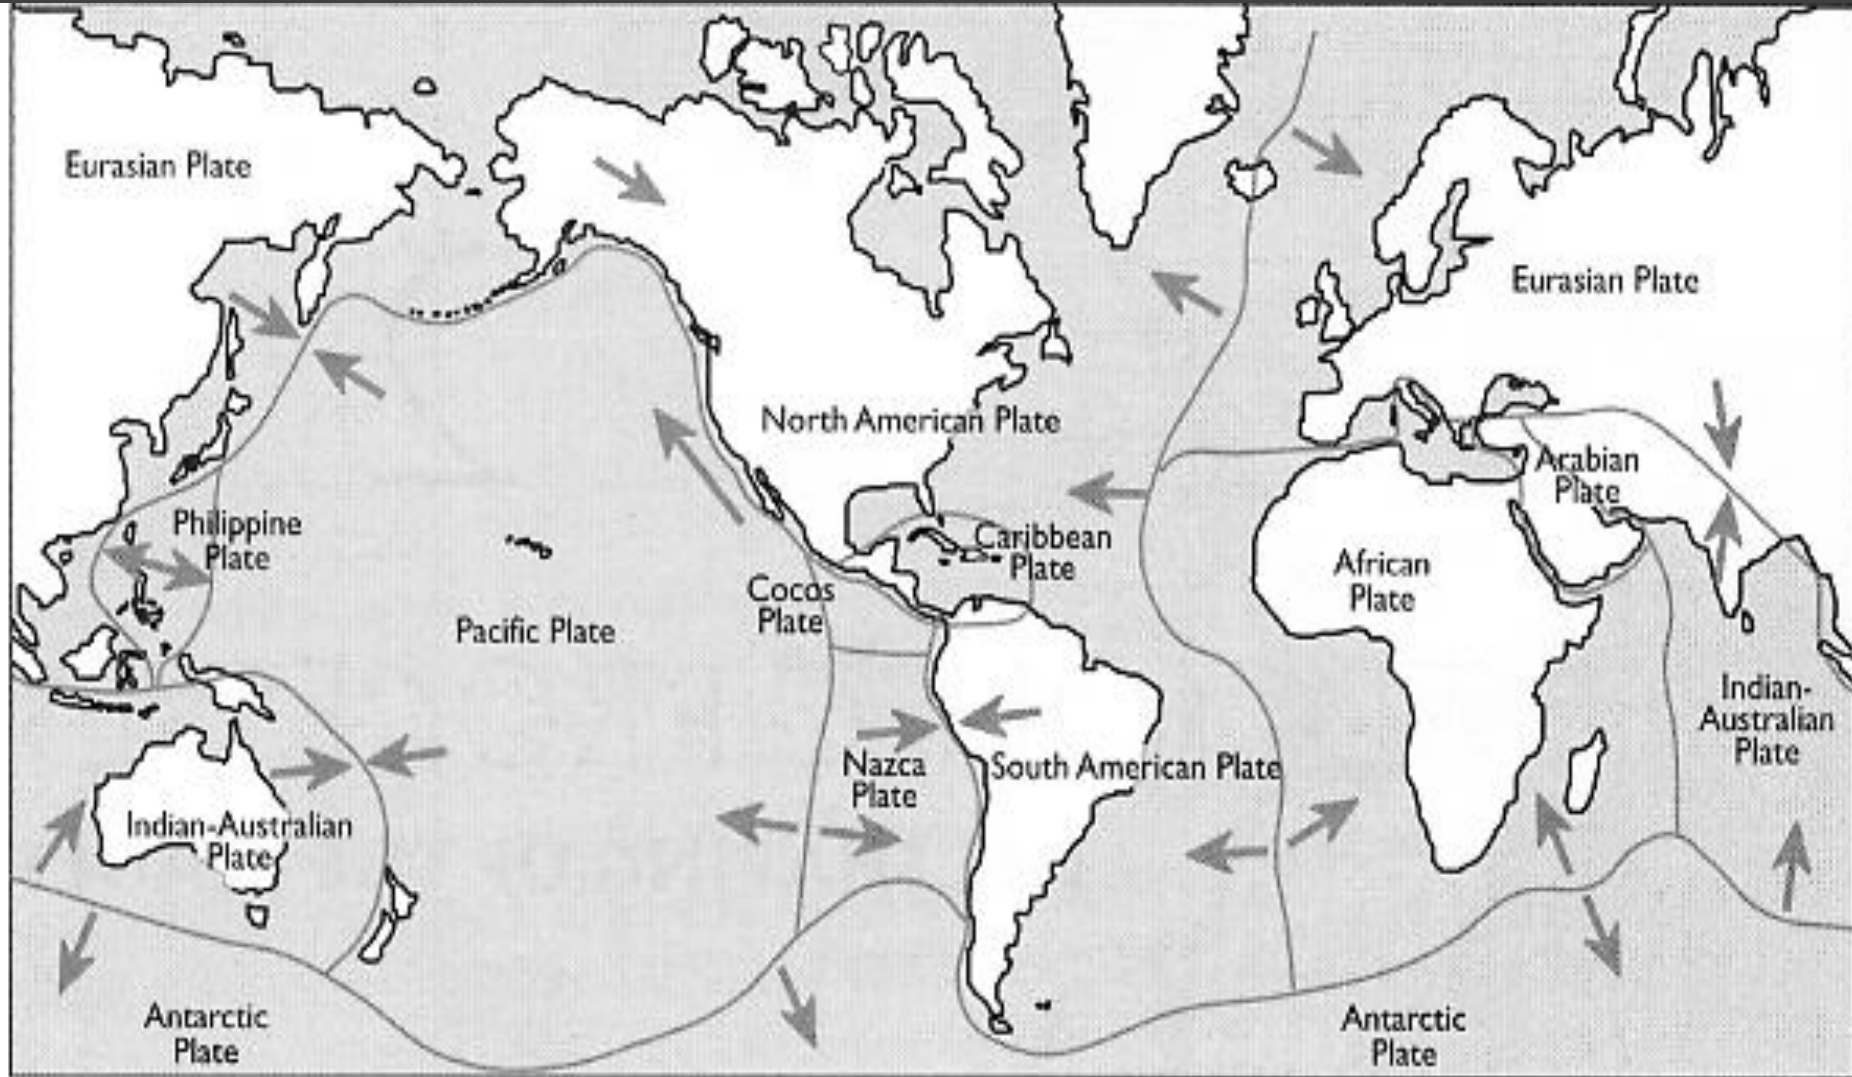 Eurasian Plate
Eurasian Plate
North American Plate
Arabian
Plate
Philippine
Plate
Caribbean
Plate
African
Plate
Cocos
Plate
Pacific Plate
Indian-
Australian
Plate
Nazca
Plate
South American Plate
Indian-Australian
Plate
Antarctic
Plate
Antarctic
Plate